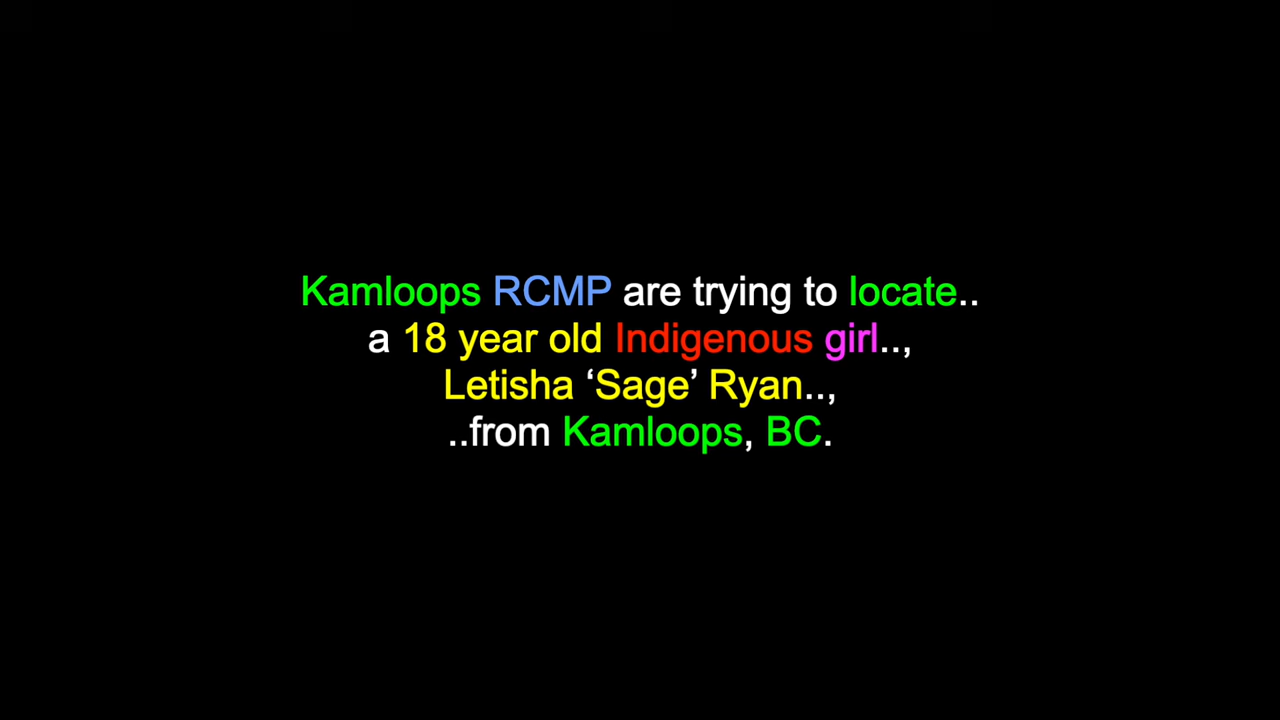 Kamloops RCMP are trying to locate..
a 18 year old Indigenous girl..,
Letisha ‘Sage’ Ryan..,
..from Kamloops, BC.